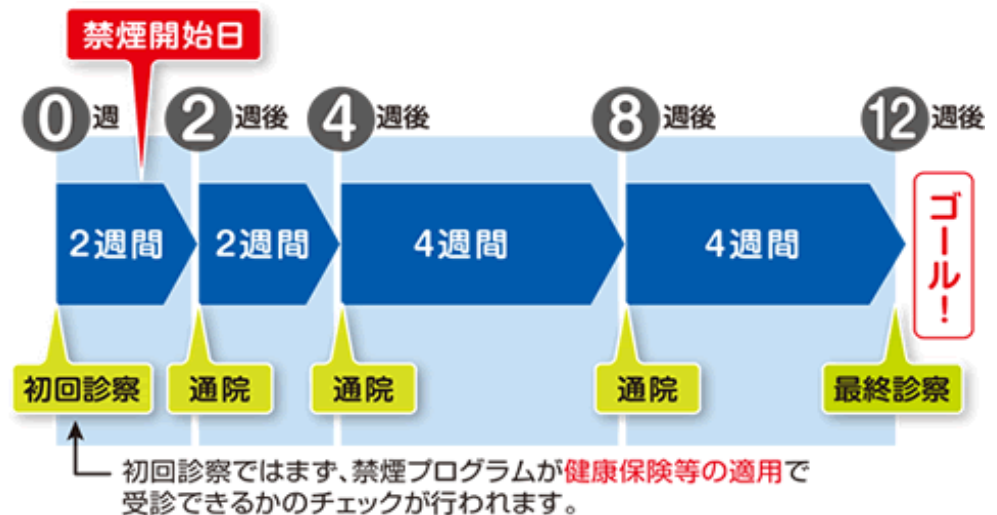 禁煙開始日
0週
2週後
4週後
8週後
12週後
2週間
2週間
4週間
4週間
ゴール!
初回診察
通院
通院
通院
最終診察
初回診察ではまず、禁煙プログラムが健康保険等の適用で
受診できるかのチェックが行われます。